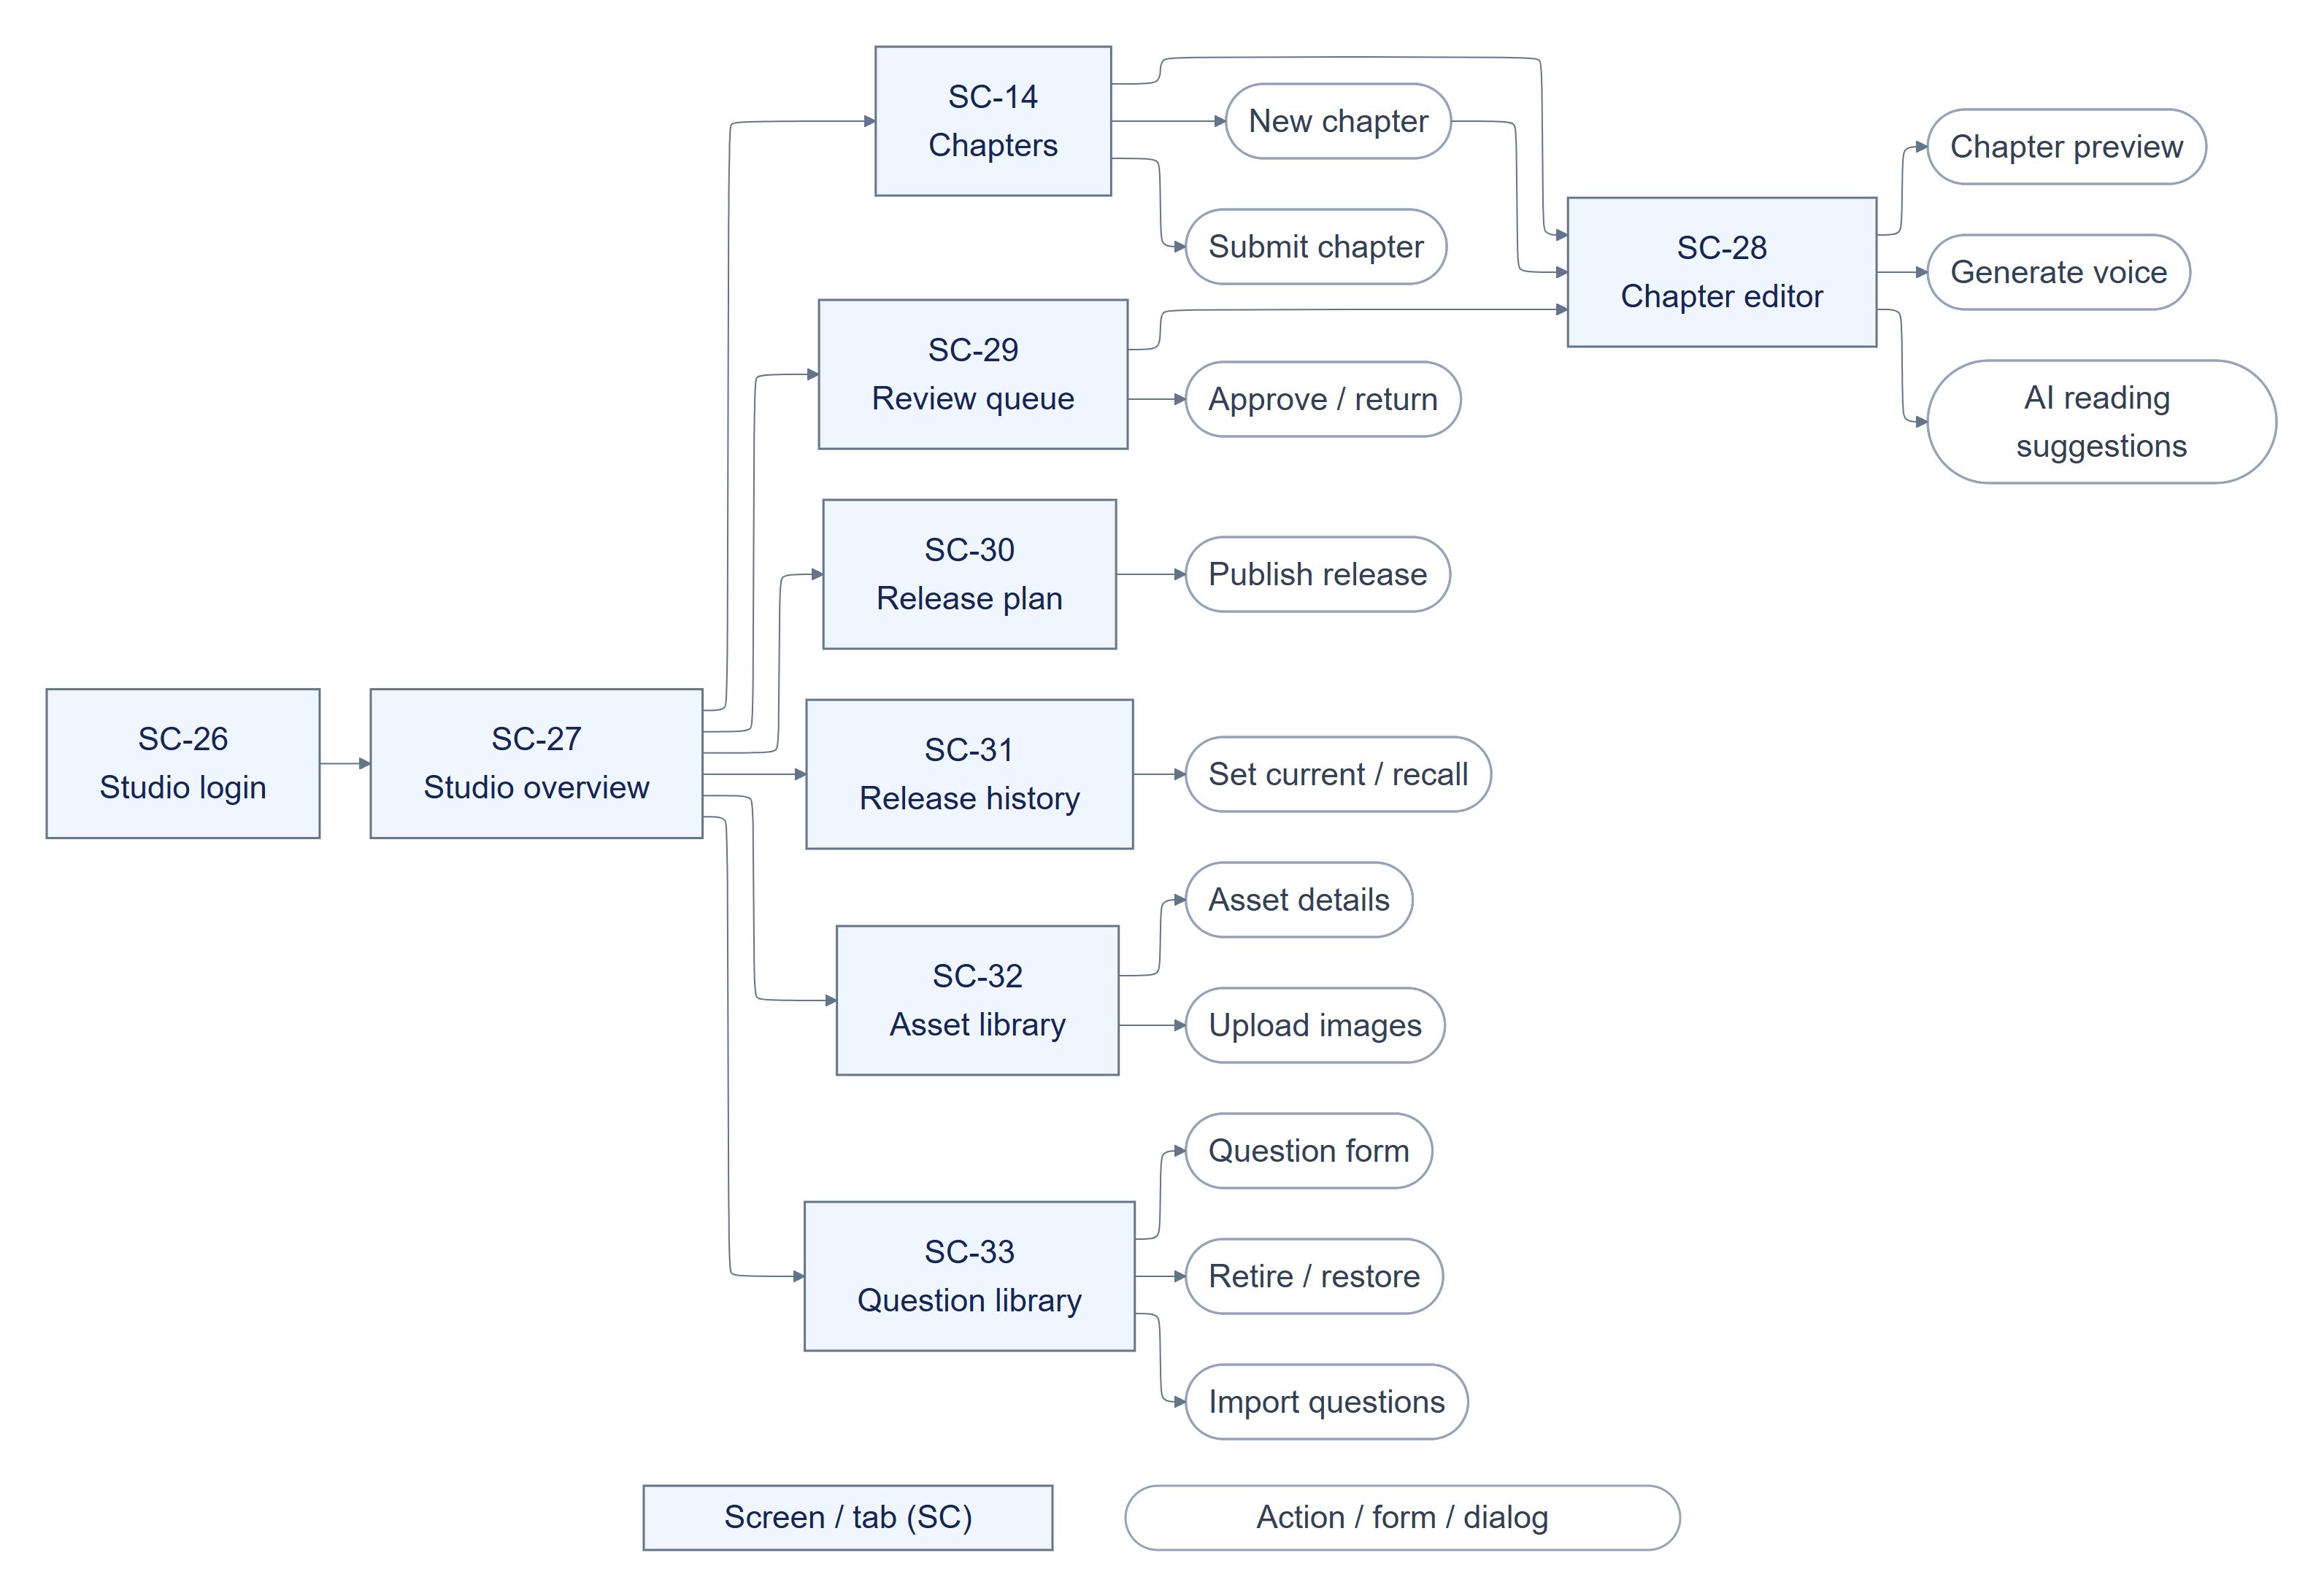 SC-14
Chapters
New chapter
Submit chapter
Chapter preview
SC-28
Chapter editor
Generate voice
AI reading
suggestions
SC-29
Review queue
Approve / return
SC-30
Release plan
Publish release
SC-26
Studio login
SC-27
Studio overview
SC-31
Release history
Set current / recall
Asset details
SC-32
Asset library
Upload images
Question form
SC-33
Question library
Retire / restore
Import questions
Screen / tab (SC)
Action / form / dialog